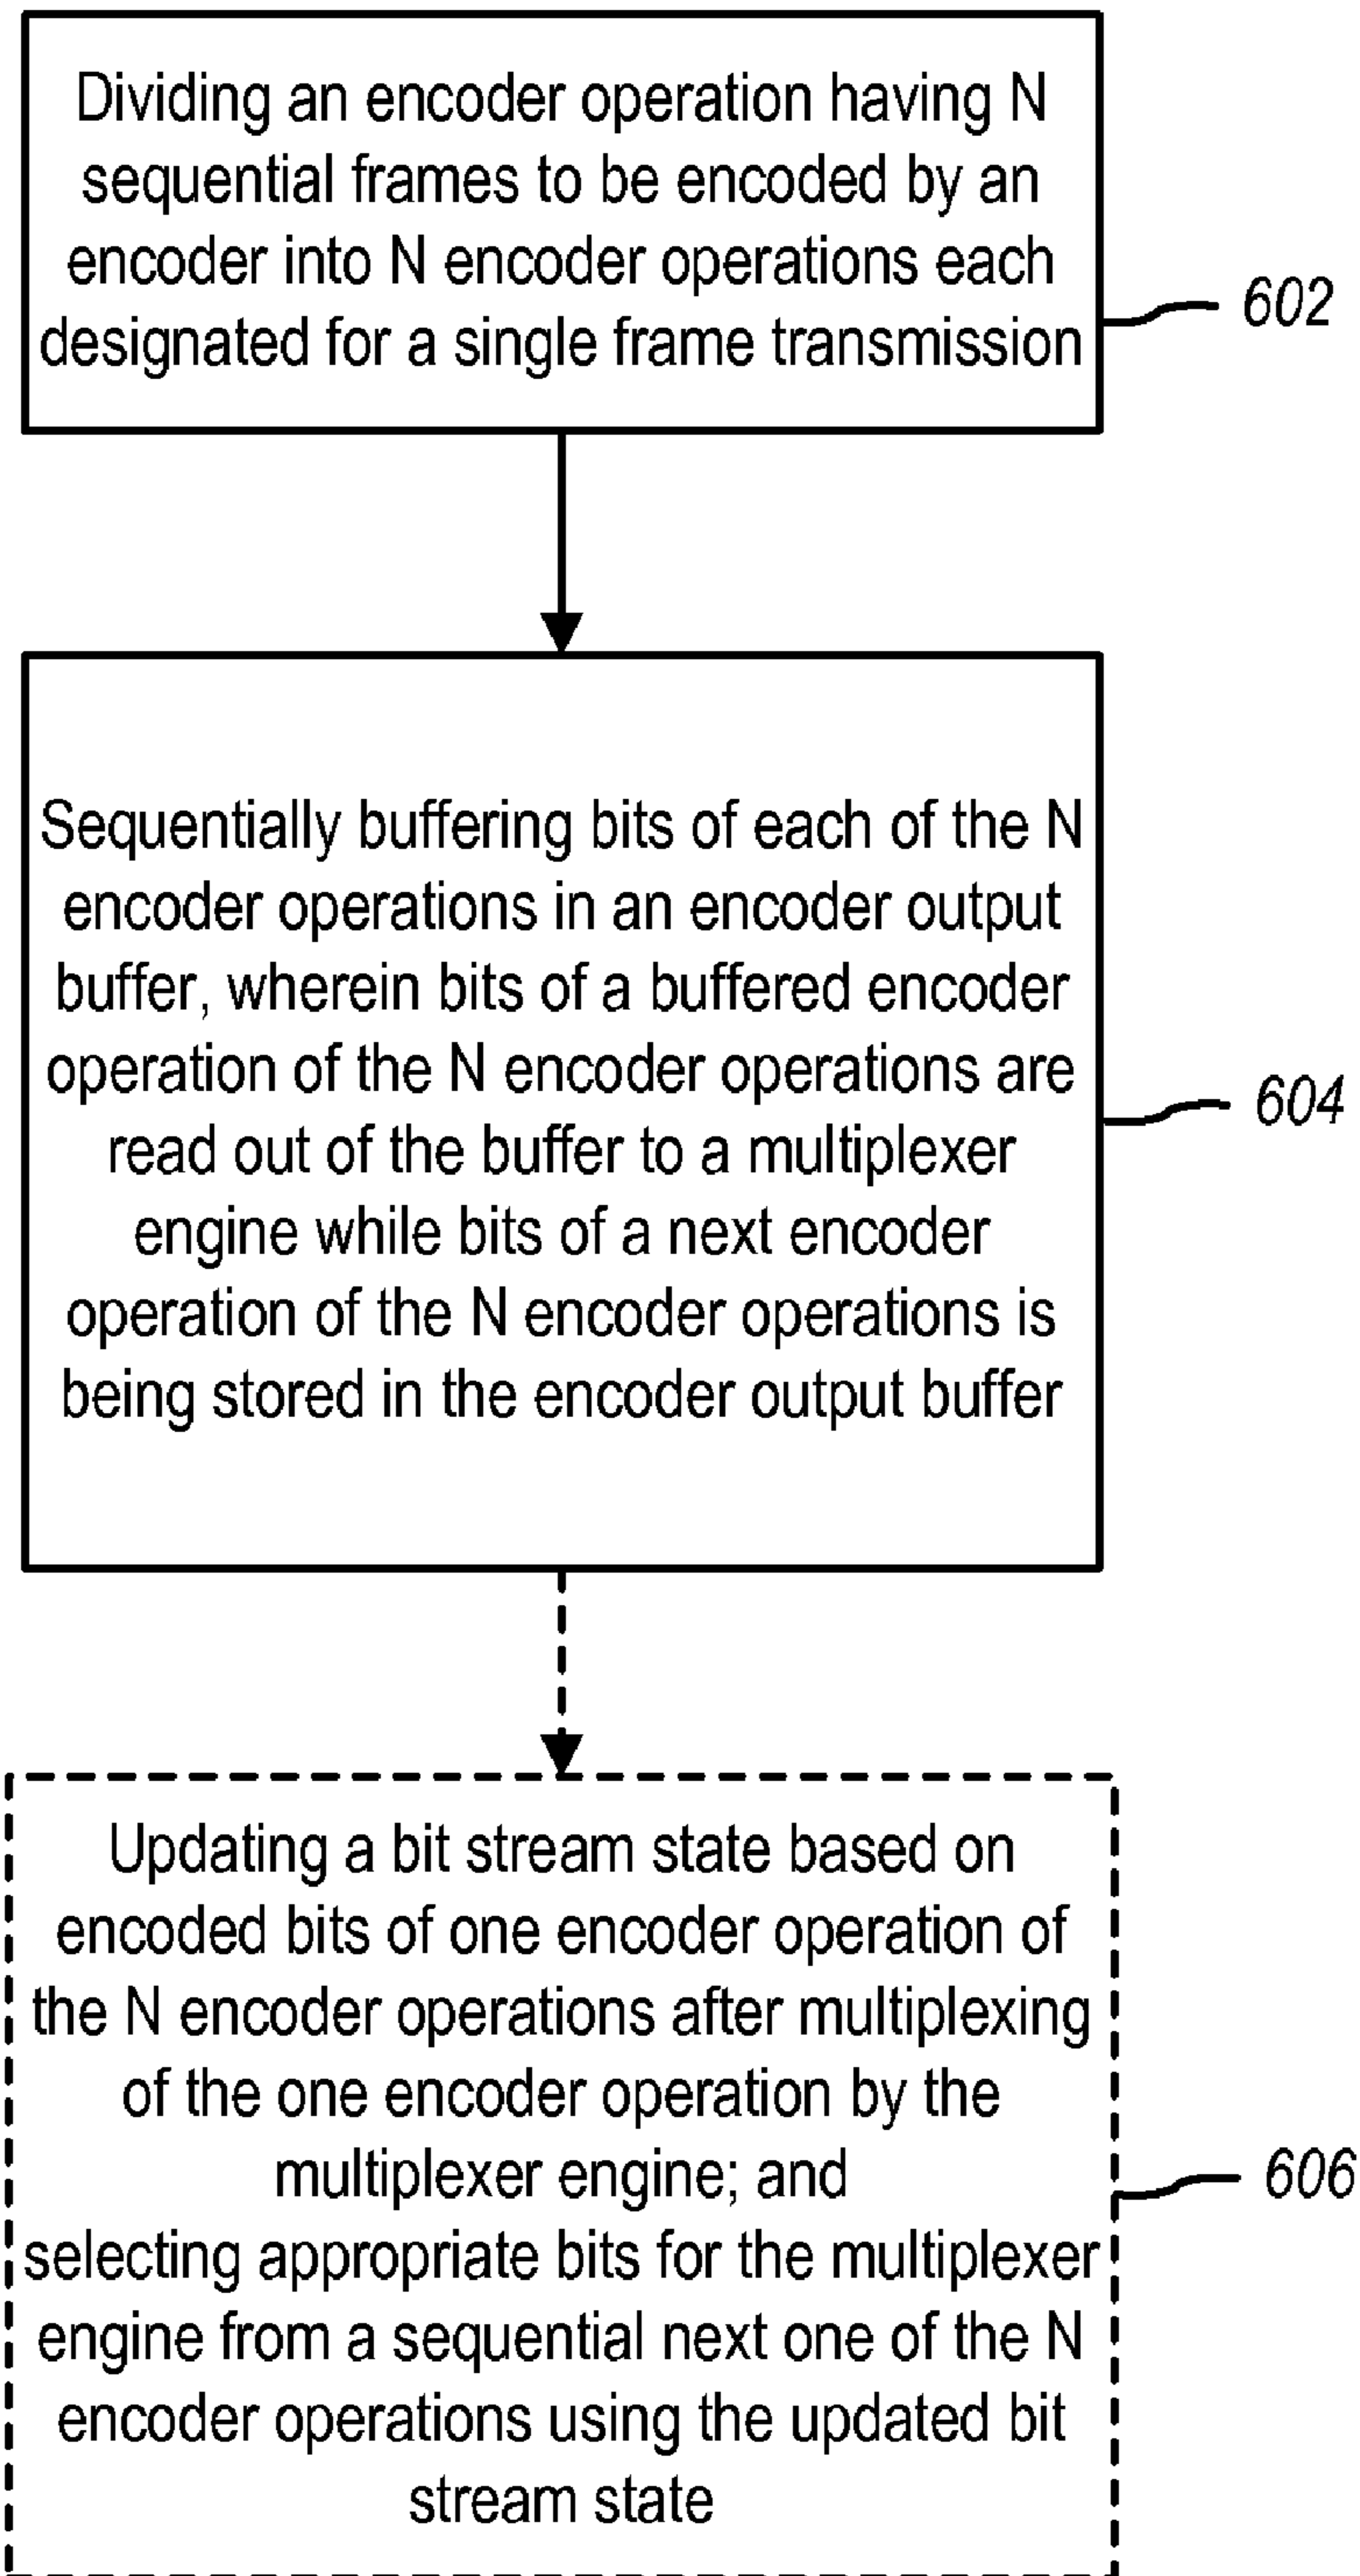 Dividing an encoder operation having N
sequential frames to be encoded by an
encoder into N encoder operations each
designated for a single frame transmission
602
Sequentially buffering bits of each of the N
encoder operations in an encoder output
buffer, wherein bits of a buffered encoder
operation of the N encoder operations are
read out of the buffer to a multiplexer
engine while bits of a next encoder
operation of the N encoder operations is
being stored in the encoder output buffer
604
Updating a bit stream state based on
encoded bits of one encoder operation of
the N encoder operations after multiplexing
of the one encoder operation by the
multiplexer engine; and
selecting appropriate bits for the multiplexer
engine from a sequential next one of the N
encoder operations using the updated bit
stream state
606